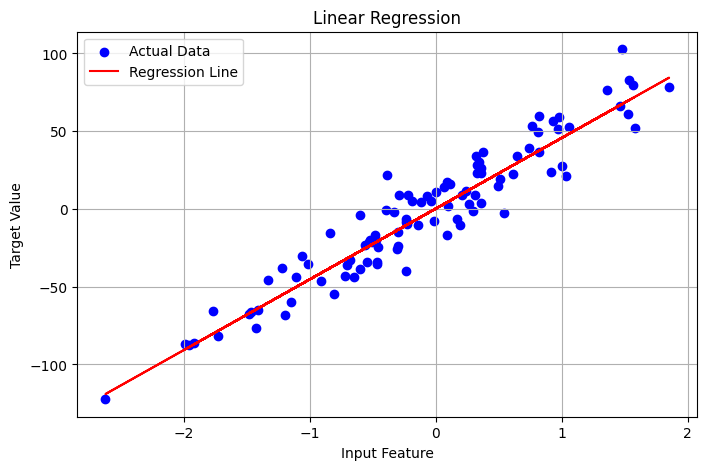 Linear Regression
Actual Data
Regression Line
100
50
0
−50
−100
Target Value
−2
−1
0
1
2
Input Feature